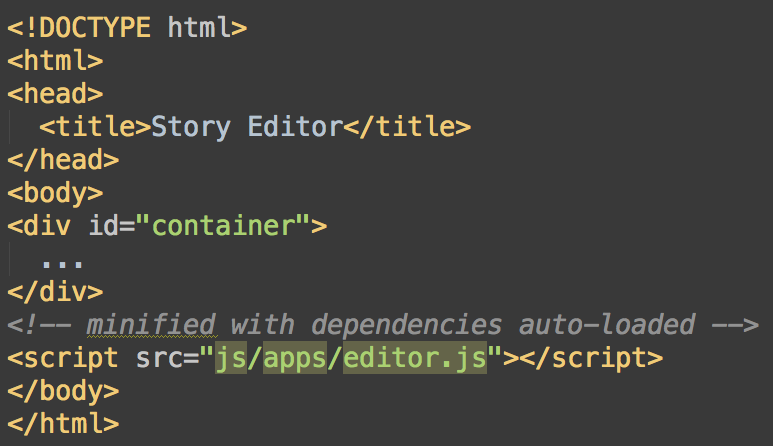 <!DOCTYPE html>
<html>
<head>
  <title>Story Editor</title>
</head>
<body>
<div id="container">
  ...
</div>
<!-- minified with dependencies auto-loaded -->
<script src="js/apps/editor.js"></script>
</body>
</html>